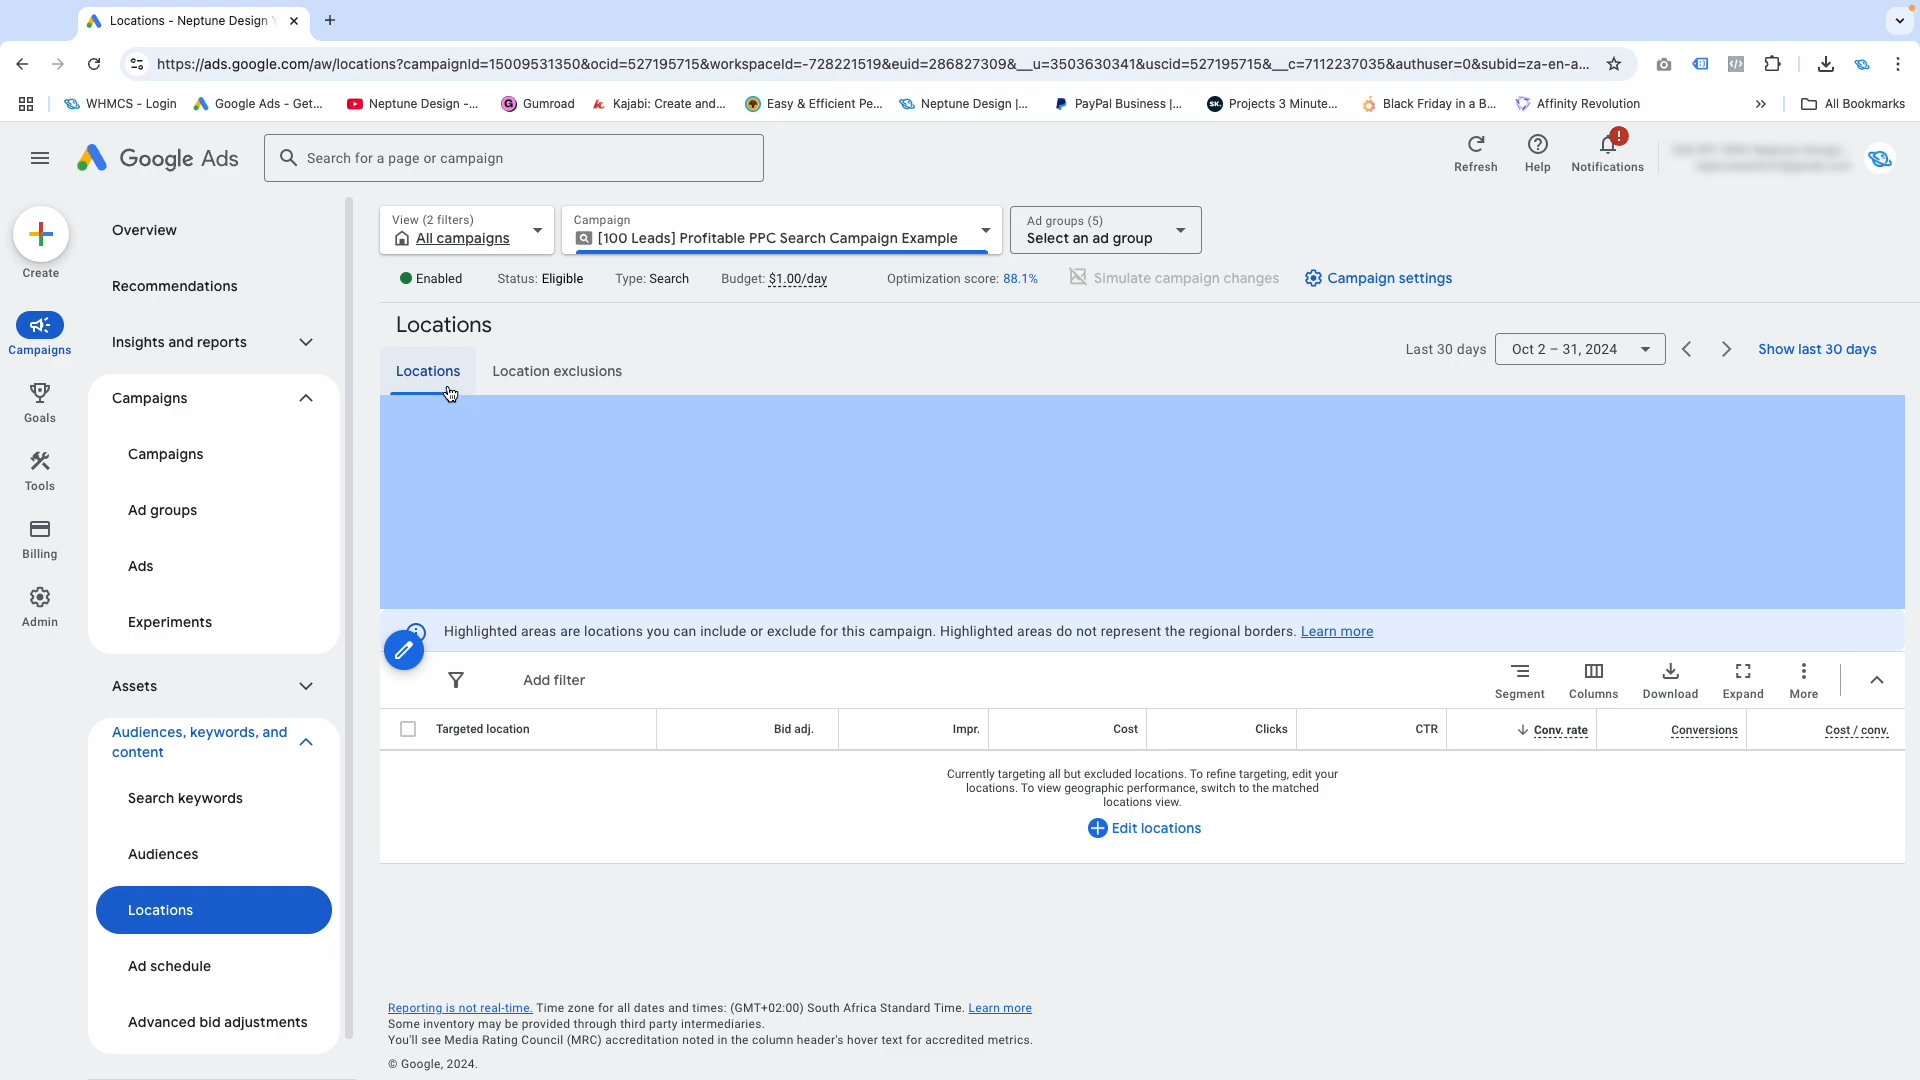 Locations - Neptune Design
https://ads.google.com/aw/locations?campaignId=15009531350&ocid=527195715&workspaceId=-728221519&euid=286827309&__u=3503630341&uscid=527195715&__c=7112237035&authuser=0&subid=za-en-a...
WHMCS - Login
Google Ads - Get...
Neptune Design -...
Gumroad
Kajabi: Create and...
Easy & Efficient Pe...
Neptune Design |...
PayPal Business |...
SK.
Projects 3 Minute...
Black Friday in a B...
Affinity Revolution
»
All Bookmarks
Google Ads
Search for a page or campaign
Refresh
Help
!
Notifications
Create
Campaigns
Goals
Tools
Billing
Admin
Overview
Recommendations
Insights and reports
Campaigns
Campaigns
Ad groups
Ads
Experiments
Assets
Audiences, keywords, and
content
Search keywords
Audiences
Locations
Ad schedule
Advanced bid adjustments
View (2 filters)
All campaigns
Campaign
[100 Leads] Profitable PPC Search Campaign Example
Ad groups (5)
Select an ad group
Enabled
Status: Eligible
Type: Search
Budget: $1.00/day
Optimization score: 88.1%
Simulate campaign changes
Campaign settings
Locations
Last 30 days
Oct 2 – 31, 2024
Show last 30 days
Locations
Location exclusions
Highlighted areas are locations you can include or exclude for this campaign. Highlighted areas do not represent the regional borders. Learn more
Add filter
Segment
Columns
Download
Expand
More
Targeted location
Bid adj.
Impr.
Cost
Clicks
CTR
Conv. rate
Conversions
Cost / conv.
Currently targeting all but excluded locations. To refine targeting, edit your
locations. To view geographic performance, switch to the matched
locations view.
Edit locations
Reporting is not real-time. Time zone for all dates and times: (GMT+02:00) South Africa Standard Time. Learn more
Some inventory may be provided through third party intermediaries.
You'll see Media Rating Council (MRC) accreditation noted in the column header's hover text for accredited metrics.
© Google, 2024.